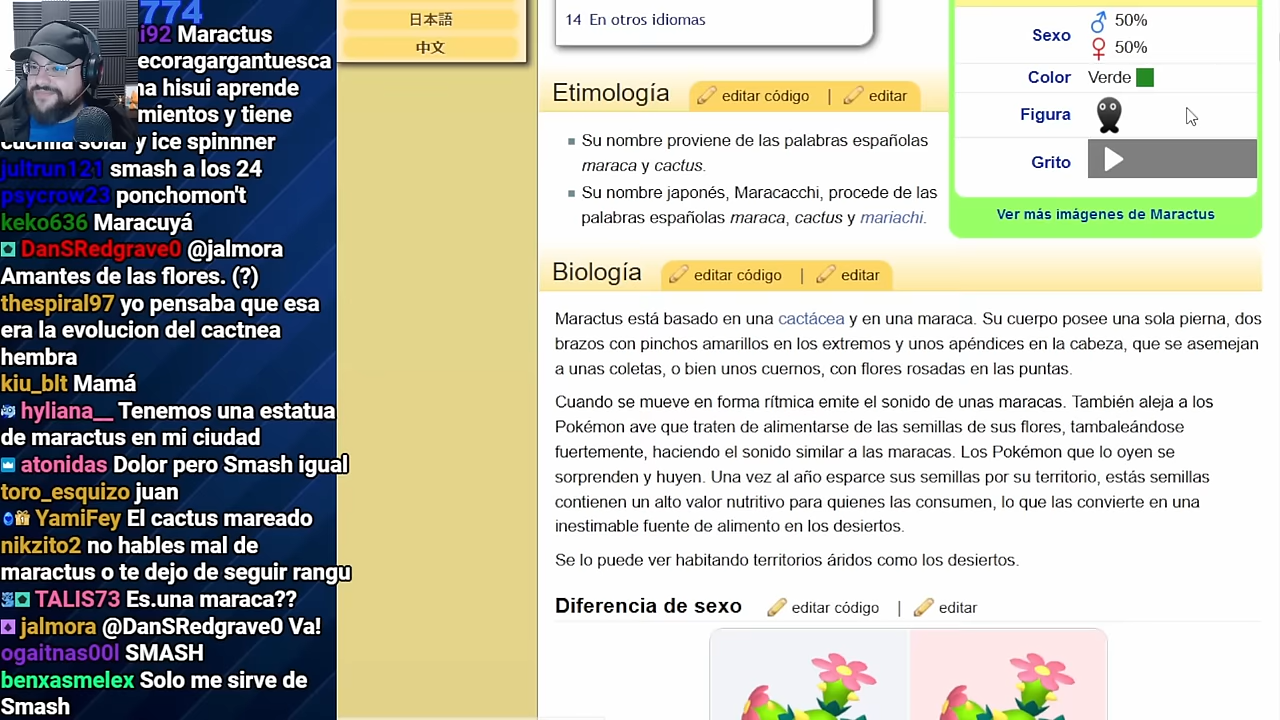 774
i92 Maractus
ecoragargantuesca
na hisui aprende
mientos y tiene
cuchilla solar y ice spinnner
jultrun121 smash a los 24
psycrow23 ponchomon't
keko636 Maracuyá
DanSRedgrave0 @jalmora
Amantes de las flores. (?)
thespiral97 yo pensaba que esa
era la evolucion del cactnea
hembra
kiu_blt Mamá
hyliana__ Tenemos una estatua
de maractus en mi ciudad
atonidas Dolor pero Smash igual
toro_esquizo juan
YamiFey El cactus mareado
nikzito2 no hables mal de
maractus o te dejo de seguir rangu
TALIS73 Es.una maraca??
jalmora @DanSRedgrave0 Va!
ogaitnas00l SMASH
benxasmelex Solo me sirve de
Smash
日本語
中文
14 En otros idiomas
Etimología editar código | editar
Su nombre proviene de las palabras españolas
maraca y cactus.
Su nombre japonés, Maracacchi, procede de las
palabras españolas maraca, cactus y mariachi.
Sexo ♂ 50%
♀ 50%
Color Verde
Figura
Grito
Ver más imágenes de Maractus
Biología editar código | editar
Maractus está basado en una cactácea y en una maraca. Su cuerpo posee una sola pierna, dos
brazos con pinchos amarillos en los extremos y unos apéndices en la cabeza, que se asemejan
a unas coletas, o bien unos cuernos, con flores rosadas en las puntas.
Cuando se mueve en forma rítmica emite el sonido de unas maracas. También aleja a los
Pokémon ave que traten de alimentarse de las semillas de sus flores, tambaleándose
fuertemente, haciendo el sonido similar a las maracas. Los Pokémon que lo oyen se
sorprenden y huyen. Una vez al año esparce sus semillas por su territorio, estás semillas
contienen un alto valor nutritivo para quienes las consumen, lo que las convierte en una
inestimable fuente de alimento en los desiertos.
Se lo puede ver habitando territorios áridos como los desiertos.
Diferencia de sexo editar código | editar